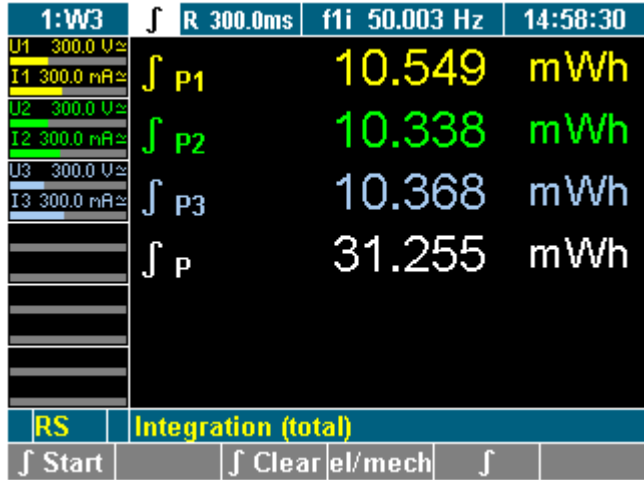 1:W3 ∫ R 300.0ms f1i 50.003 Hz 14:58:30
U1 300.0 V≃
I1 300.0 mA≃
∫ P1 10.549 mWh
U2 300.0 V≃
I2 300.0 mA≃
∫ P2 10.338 mWh
U3 300.0 V≃
I3 300.0 mA≃
∫ P3 10.368 mWh
∫ P 31.255 mWh
RS Integration (total)
∫ Start ∫ Clear el/mech ∫